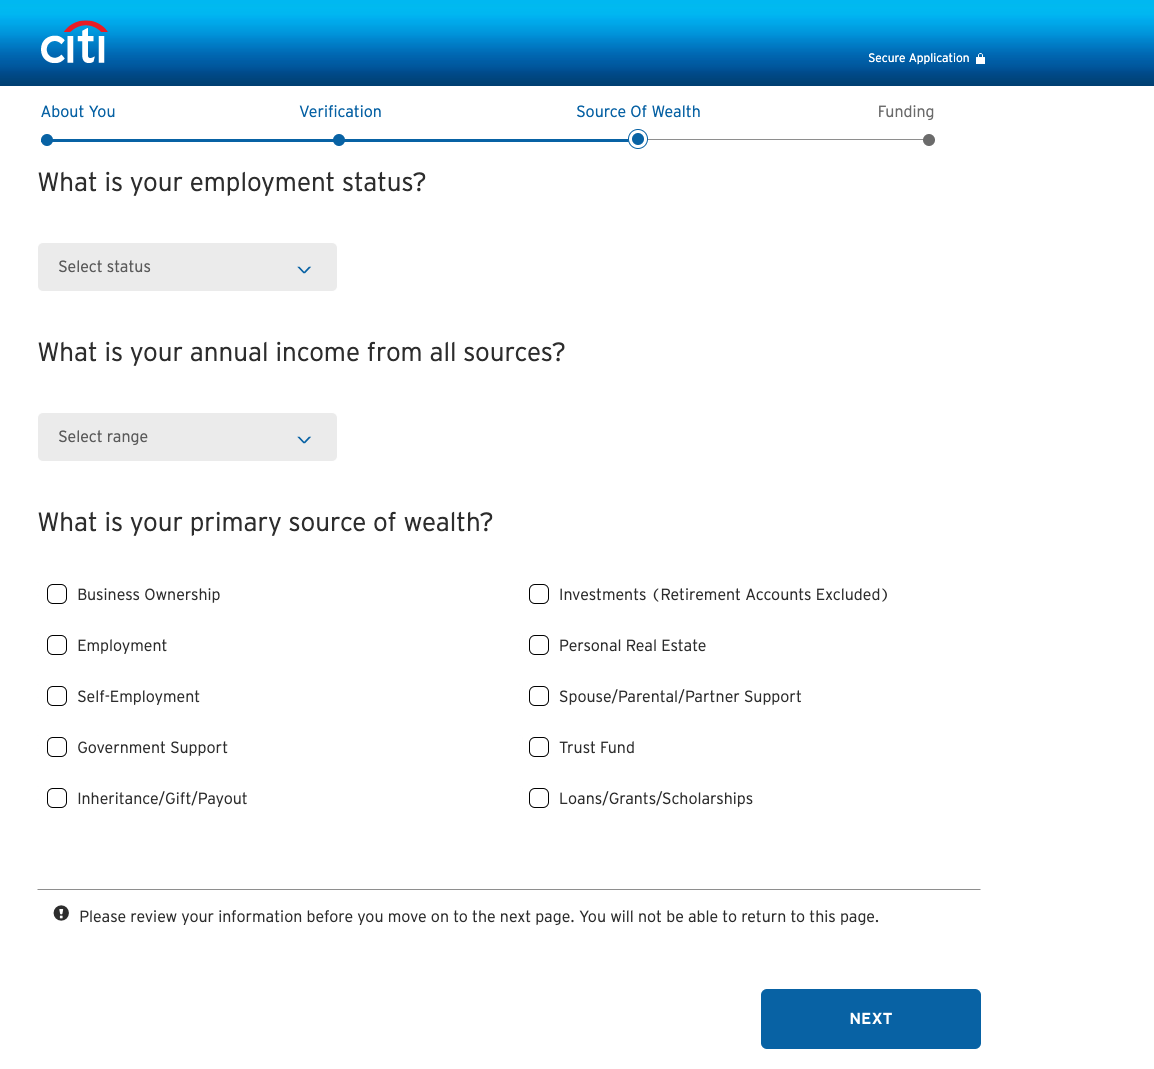 citi
Secure Application
About You
Verification
Source Of Wealth
Funding
What is your employment status?
Select status
What is your annual income from all sources?
Select range
What is your primary source of wealth?
Business Ownership
Investments (Retirement Accounts Excluded)
Employment
Personal Real Estate
Self-Employment
Spouse/Parental/Partner Support
Government Support
Trust Fund
Inheritance/Gift/Payout
Loans/Grants/Scholarships
Please review your information before you move on to the next page. You will not be able to return to this page.
NEXT